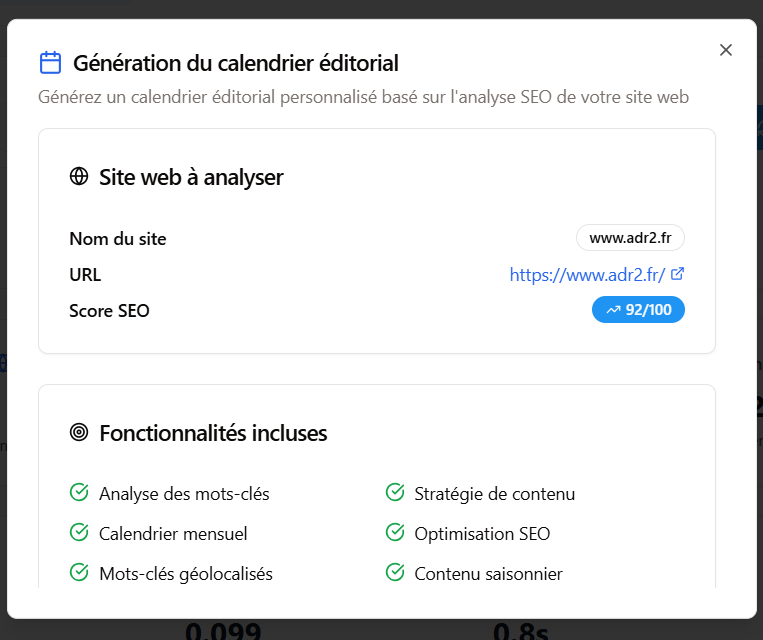 Génération du calendrier éditorial
Générez un calendrier éditorial personnalisé basé sur l'analyse SEO de votre site web
Site web à analyser
Nom du site www.adr2.fr
URL https://www.adr2.fr/
Score SEO 92/100
Fonctionnalités incluses
Analyse des mots-clés Stratégie de contenu
Calendrier mensuel Optimisation SEO
Mots-clés géolocalisés Contenu saisonnier
0.099 0.8s